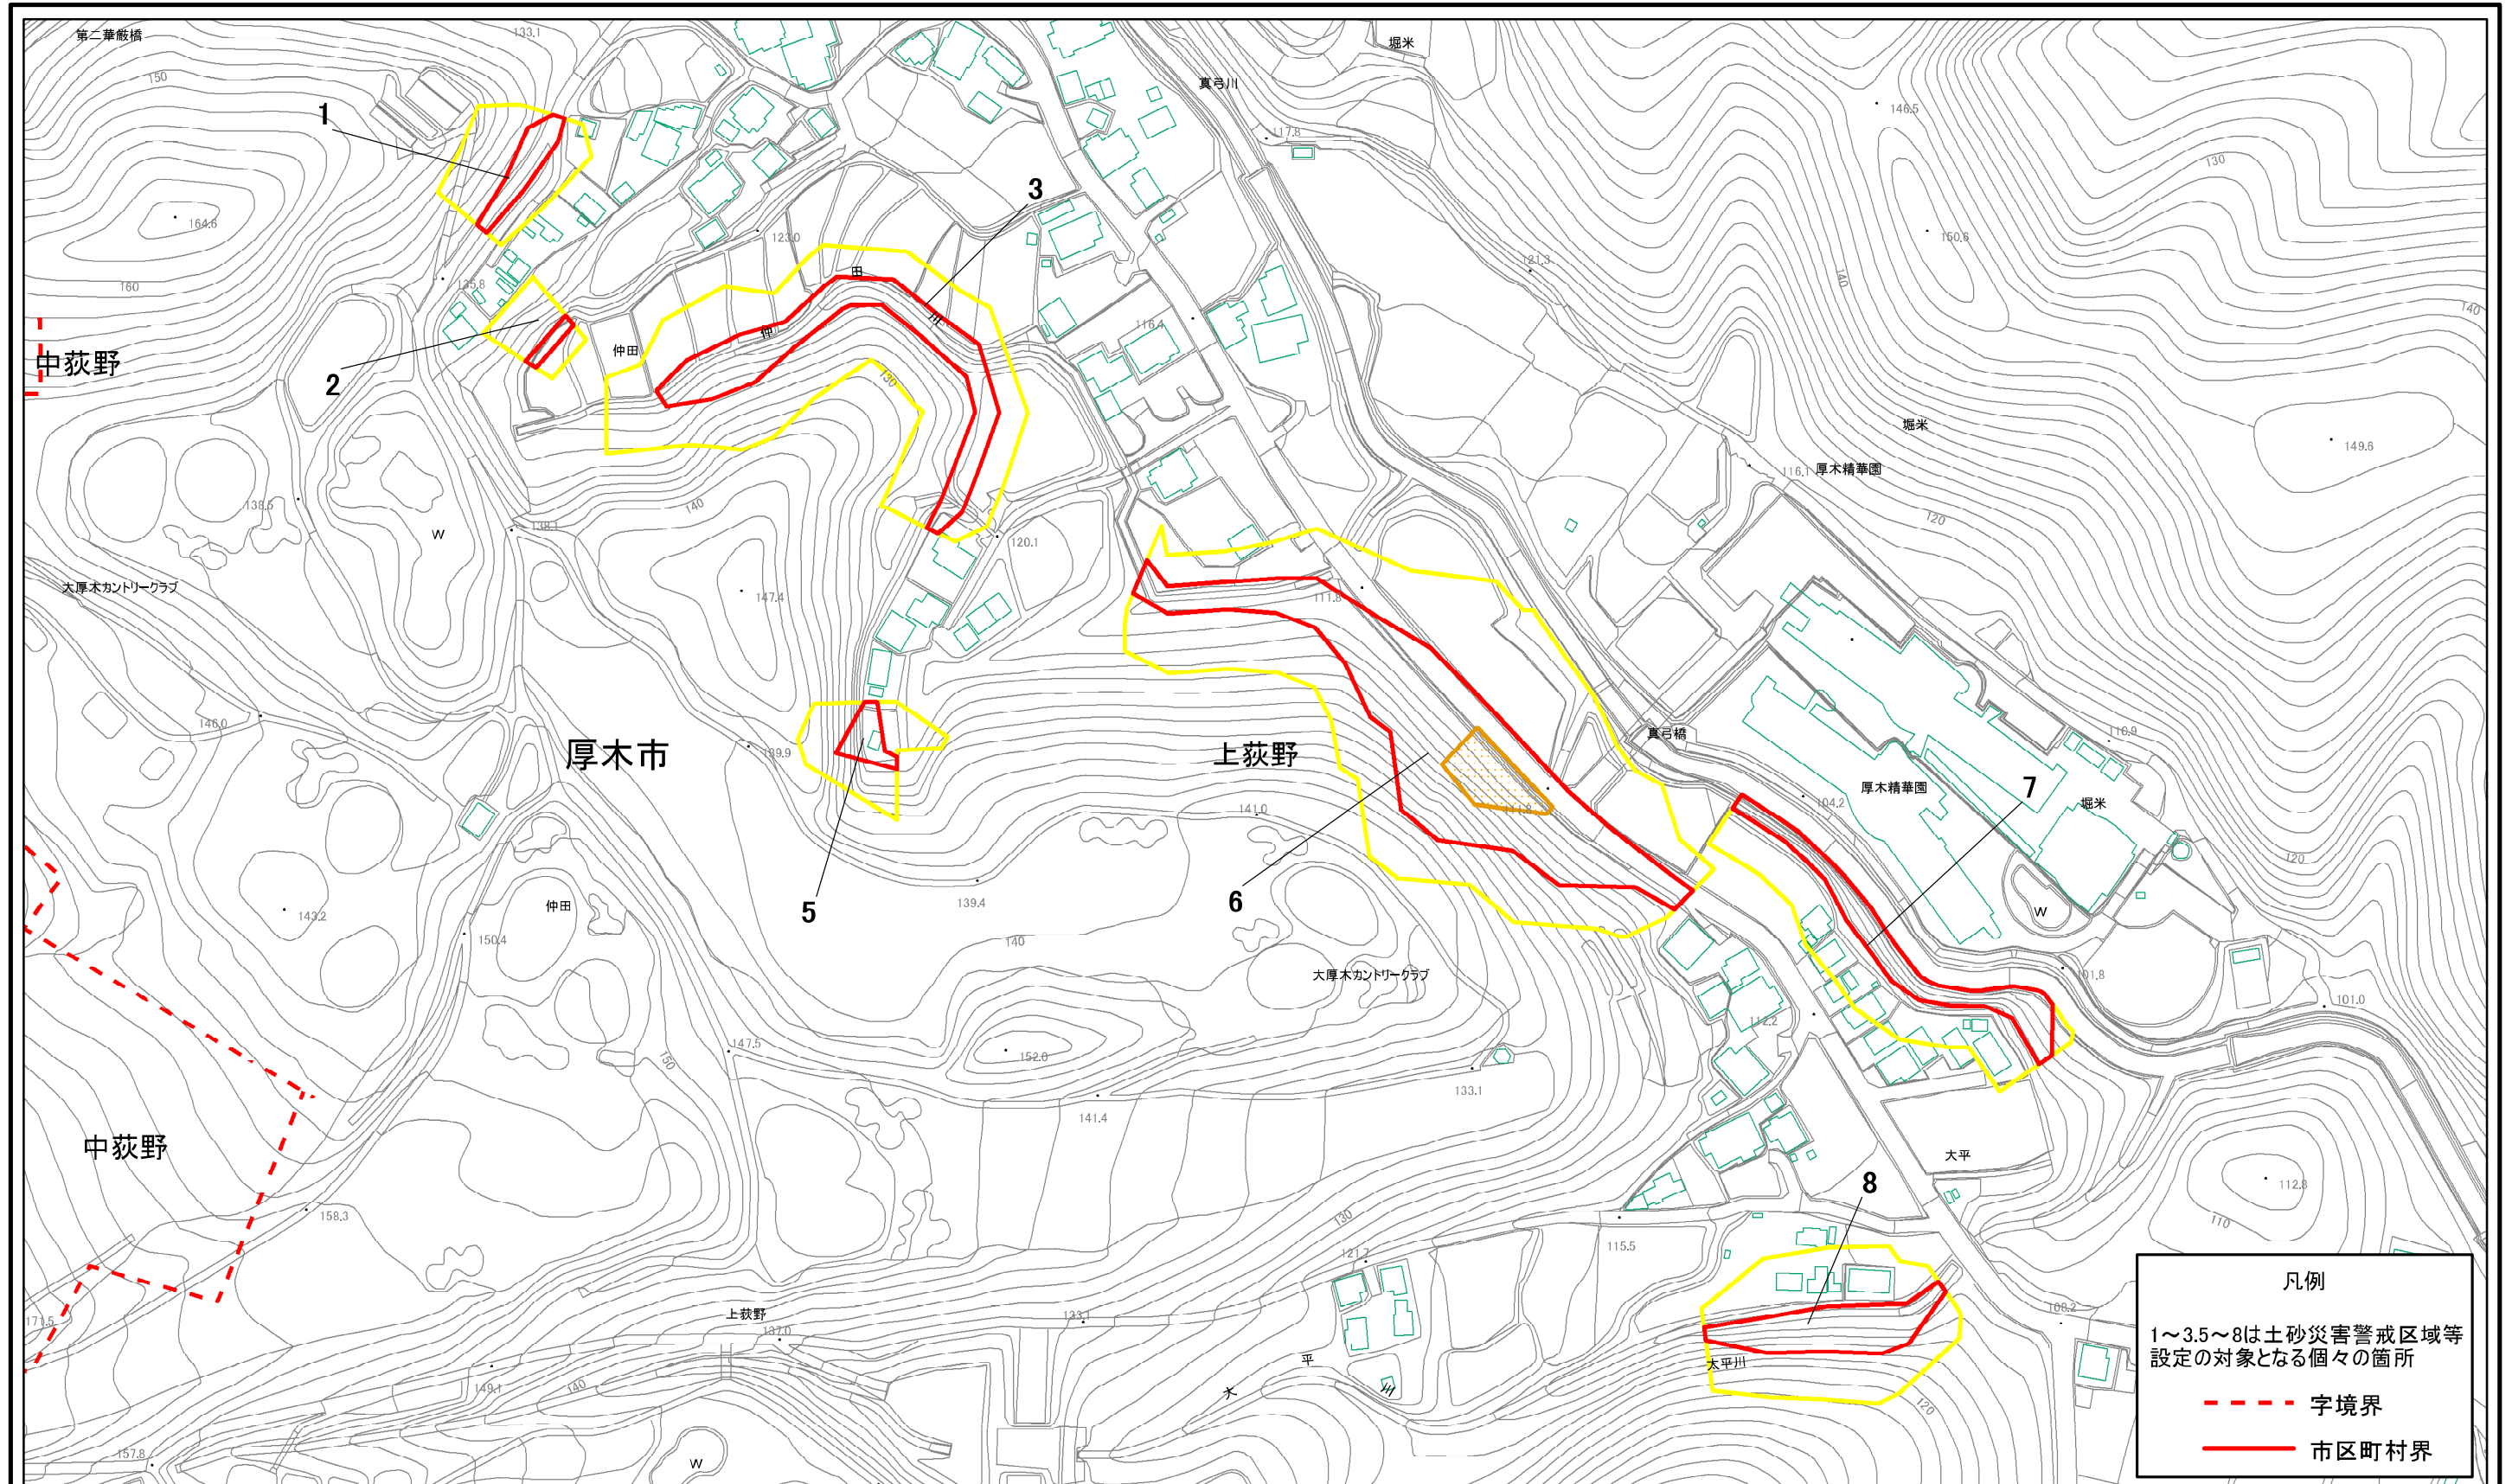 第二華厳橋
133.1
堀米
150
1
真弓川
146.5
117.8
130
3
164.6
123.0
150.6
田
121.3
135.8
140
160
140
川
116.4
仲
仲田
中荻野
130
2
堀米
149.6
116.1
厚木精華園
138.5
140
120
138.1
W
120.1
大厚木カントリークラブ
147.4
111.8
146.0
真弓橋
110.9
139.9
厚木市
上荻野
7
厚木精華園
104.2
堀米
141.0
111.8
120
6
5
139.4
仲田
143.2
W
150.4
140
大厚木カントリークラブ
101.8
101.0
112.2
147.5
152.0
150
133.1
141.4
中荻野
大平
8
112.8
158.3
130
110
115.5
121.7
凡例
108.2
上荻野
171.5
133.1
137.0
1～3.5～8は土砂災害警戒区域等
設定の対象となる個々の箇所
平
太平川
149.1
140
大
川
字境界
120
市区町村界
157.8
W